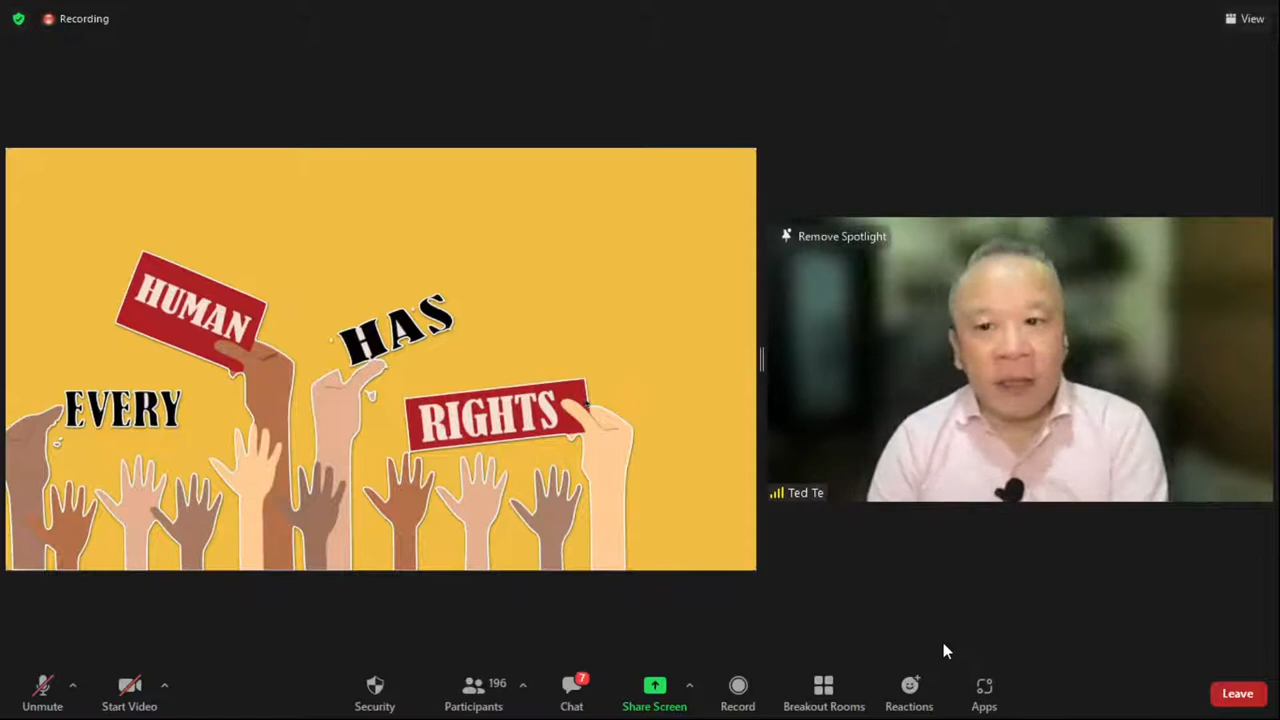 Recording
View
HUMAN
HAS
EVERY
RIGHTS
Remove Spotlight
Ted Te
Unmute
Start Video
Security
196
Participants
7
Chat
Share Screen
Record
Breakout Rooms
Reactions
Apps
Leave